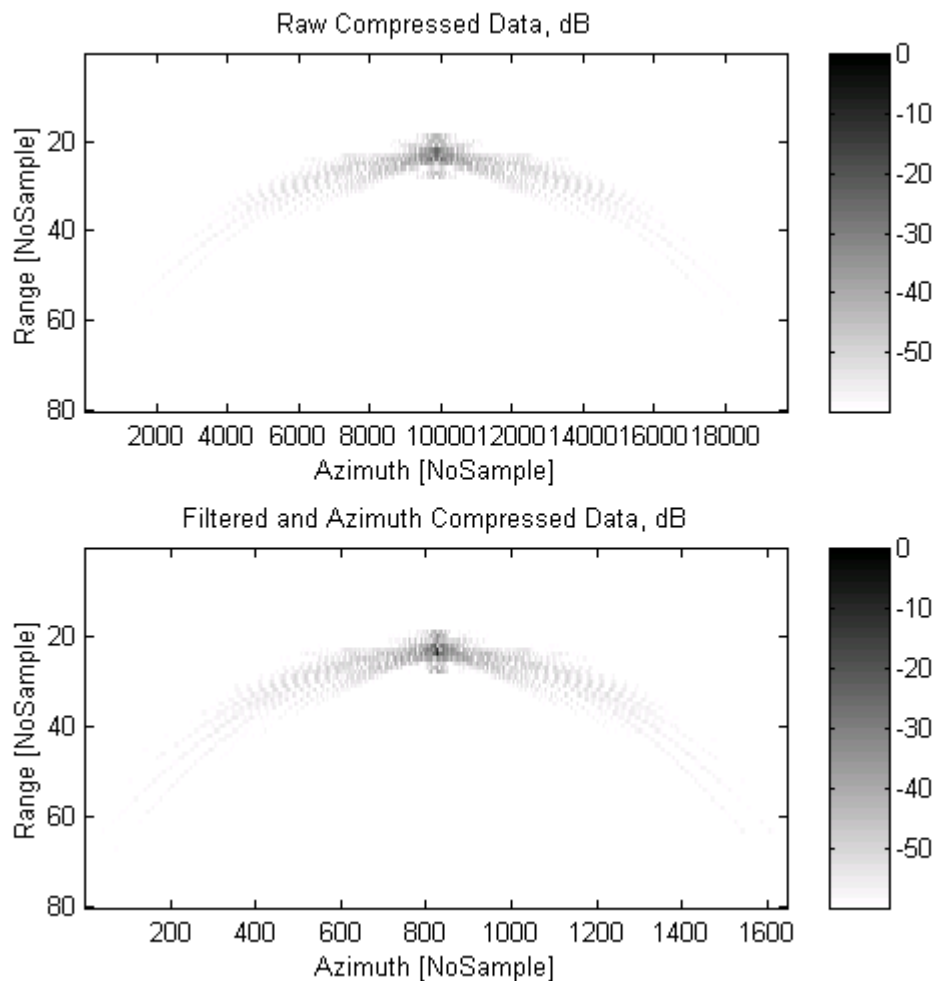 Raw Compressed Data, dB
0
-10
-20
-30
-40
-50
Range [NoSample]
20
40
60
80
2000 4000 6000 8000 10000 12000 14000 16000 18000
Azimuth [NoSample]
Filtered and Azimuth Compressed Data, dB
0
-10
-20
-30
-40
-50
Range [NoSample]
20
40
60
80
200 400 600 800 1000 1200 1400 1600
Azimuth [NoSample]